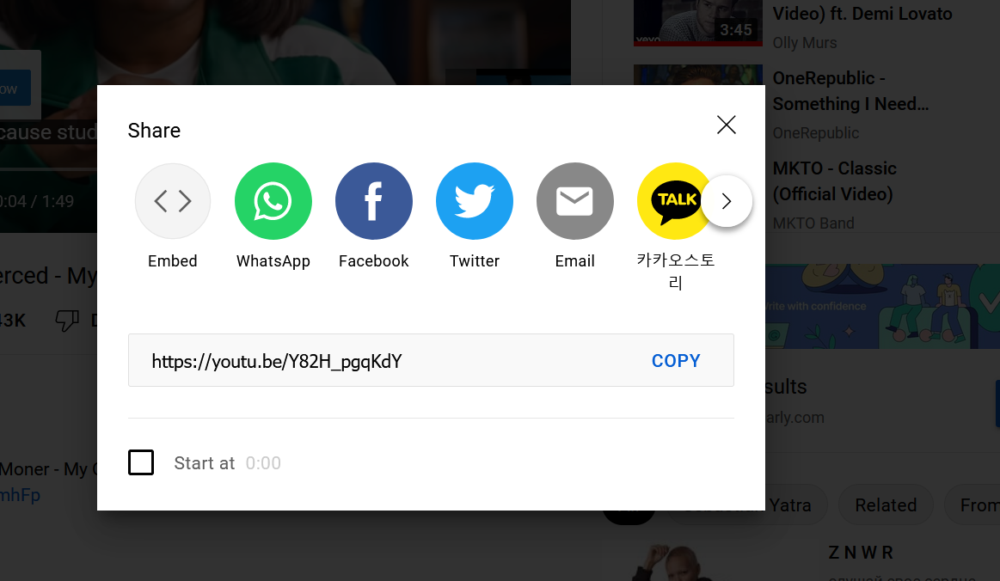 Video) ft. Demi Lovato
3:45
vevo
Olly Murs
OneRepublic -
Something I Need...
OneRepublic
MKTO - Classic
(Official Video)
MKTO Band
ow
cause stud
0:04 / 1:49
Share
TALK
Embed
WhatsApp
Facebook
Twitter
Email
카카오스토
리
https://youtu.be/Y82H_pgqKdY
COPY
Start at 0:00
erced - My
43K
D
Moner - My C
mhFp
Write with confidence
sults
arly.com
Yatra
Related
From
Z N W R